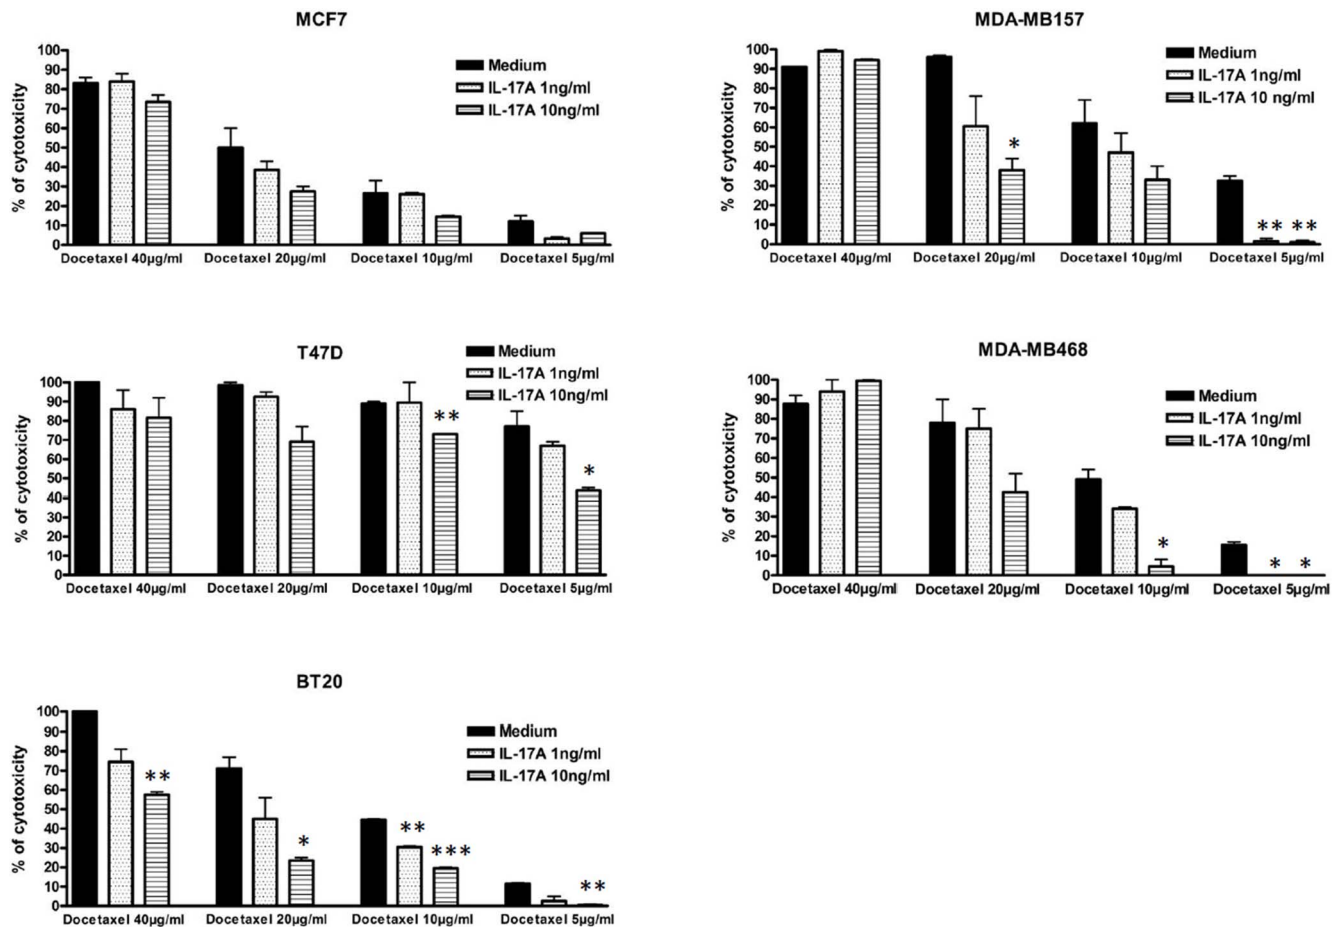 MCF7
% of cytotoxicity
100
90
80
70
60
50
40
30
20
10
0
Medium
IL-17A 1ng/ml
IL-17A 10ng/ml
Docetaxel 40µg/ml Docetaxel 20µg/ml Docetaxel 10µg/ml Docetaxel 5µg/ml
MDA-MB157
% of cytotoxicity
100
90
80
70
60
50
40
30
20
10
0
Medium
IL-17A 1ng/ml
IL-17A 10 ng/ml
*
** **
Docetaxel 40µg/ml Docetaxel 20µg/ml Docetaxel 10µg/ml Docetaxel 5µg/ml
T47D
% of cytotoxicity
100
90
80
70
60
50
40
30
20
10
0
Medium
IL-17A 1ng/ml
IL-17A 10ng/ml
**
*
Docetaxel 40µg/ml Docetaxel 20µg/ml Docetaxel 10µg/ml Docetaxel 5µg/ml
MDA-MB468
% of cytotoxicity
100
90
80
70
60
50
40
30
20
10
0
Medium
IL-17A 1ng/ml
IL-17A 10ng/ml
*
* *
Docetaxel 40µg/ml Docetaxel 20µg/ml Docetaxel 10µg/ml Docetaxel 5µg/ml
BT20
% of cytotoxicity
100
90
80
70
60
50
40
30
20
10
0
Medium
IL-17A 1ng/ml
IL-17A 10ng/ml
**
*
**
***
**
Docetaxel 40µg/ml Docetaxel 20µg/ml Docetaxel 10µg/ml Docetaxel 5µg/ml